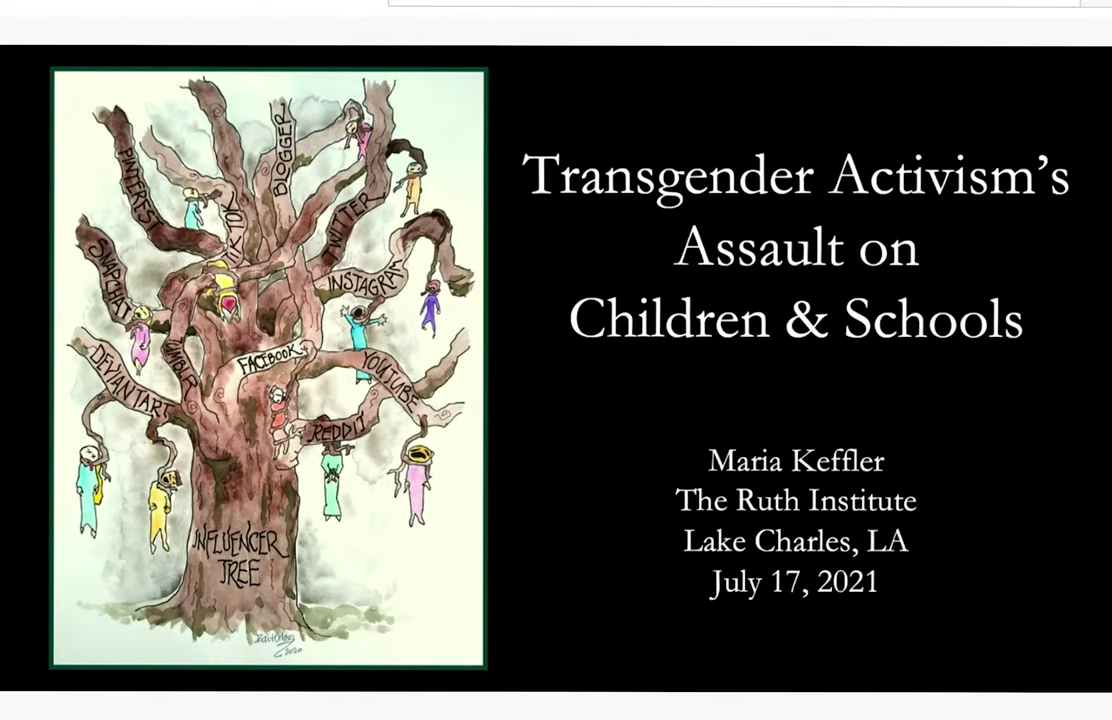 Transgender Activism's
Assault on
Children & Schools
Maria Keffler
The Ruth Institute
Lake Charles, LA
July 17, 2021
BLOGGER
PINTEREST
TIKTOK
TWITTER
SNAPCHAT
INSTAGRAM
TUMBLR
FACEBOOK
YOUTUBE
DEVIANTART
REDDIT
INFLUENCER
TREE
2020